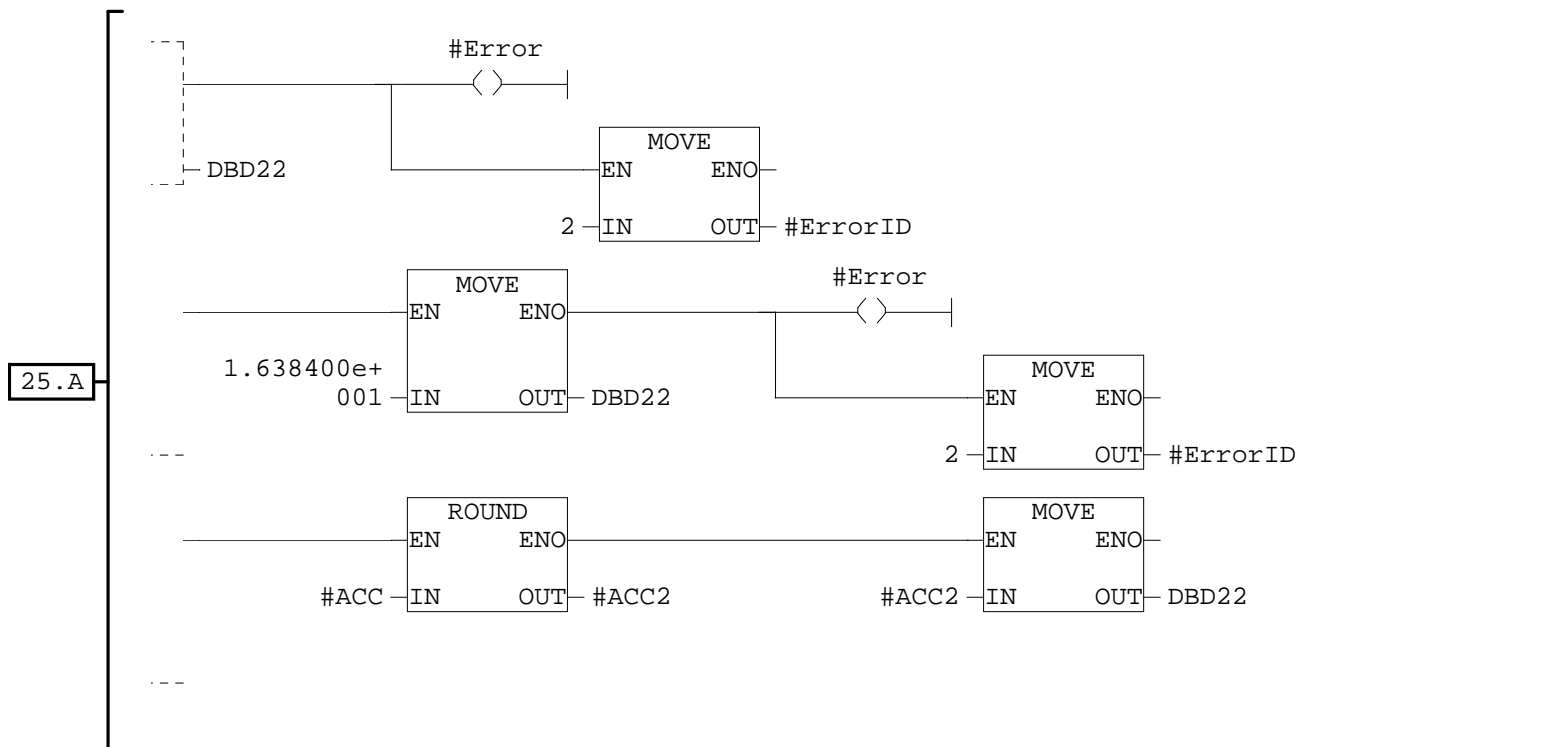 #Error
MOVE
DBD22
EN ENO
2 IN OUT #ErrorID
MOVE
#Error
EN ENO
25.A
1.638400e+
001 IN OUT DBD22
MOVE
EN ENO
2 IN OUT #ErrorID
ROUND
MOVE
EN ENO
EN ENO
#ACC IN OUT #ACC2
#ACC2 IN OUT DBD22